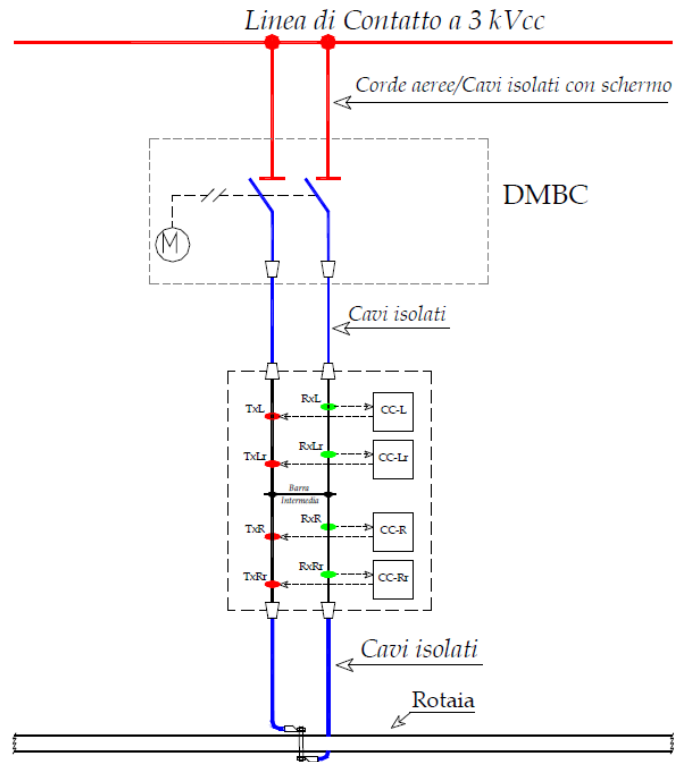 Linea di Contatto a 3 kVcc
Corde aeree/Cavi isolati con schermo
DMBC
M
Cavi isolati
TxL
RxL
CC-L
TxLr
RxLr
CC-Lr
Barra
Intermedia
TxR
RxR
CC-R
TxRr
RxRr
CC-Rr
Cavi isolati
Rotaia